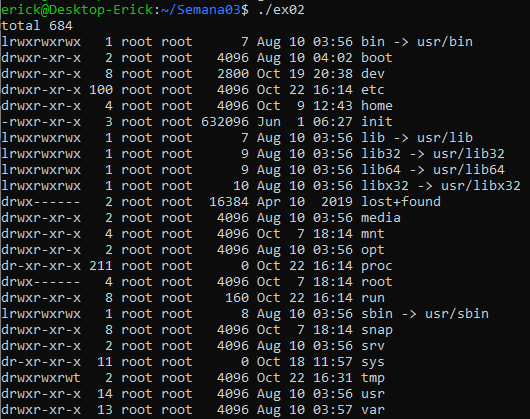 erick@Desktop-Erick:~/Semana03$ ./ex02
total 684
lrwxrwxrwx   1 root root      7 Aug 10 03:56 bin -> usr/bin
drwxr-xr-x   2 root root   4096 Aug 10 04:02 boot
drwxr-xr-x   8 root root   2800 Oct 19 20:38 dev
drwxr-xr-x 100 root root   4096 Oct 22 16:14 etc
drwxr-xr-x   4 root root   4096 Oct  9 12:43 home
-rwxr-xr-x   3 root root 632096 Jun  1 06:27 init
lrwxrwxrwx   1 root root      7 Aug 10 03:56 lib -> usr/lib
lrwxrwxrwx   1 root root      9 Aug 10 03:56 lib32 -> usr/lib32
lrwxrwxrwx   1 root root      9 Aug 10 03:56 lib64 -> usr/lib64
lrwxrwxrwx   1 root root     10 Aug 10 03:56 libx32 -> usr/libx32
drwx------   2 root root  16384 Apr 10  2019 lost+found
drwxr-xr-x   2 root root   4096 Aug 10 03:56 media
drwxr-xr-x   4 root root   4096 Oct  7 18:14 mnt
drwxr-xr-x   2 root root   4096 Aug 10 03:56 opt
dr-xr-xr-x 211 root root      0 Oct 22 16:14 proc
drwx------   4 root root   4096 Oct  7 18:14 root
drwxr-xr-x   8 root root    160 Oct 22 16:14 run
lrwxrwxrwx   1 root root      8 Aug 10 03:56 sbin -> usr/sbin
drwxr-xr-x   8 root root   4096 Oct  7 18:14 snap
drwxr-xr-x   2 root root   4096 Aug 10 03:56 srv
dr-xr-xr-x  11 root root      0 Oct 18 11:57 sys
drwxrwxrwt   2 root root   4096 Oct 22 16:31 tmp
drwxr-xr-x  14 root root   4096 Aug 10 03:56 usr
drwxr-xr-x  13 root root   4096 Aug 10 03:57 var